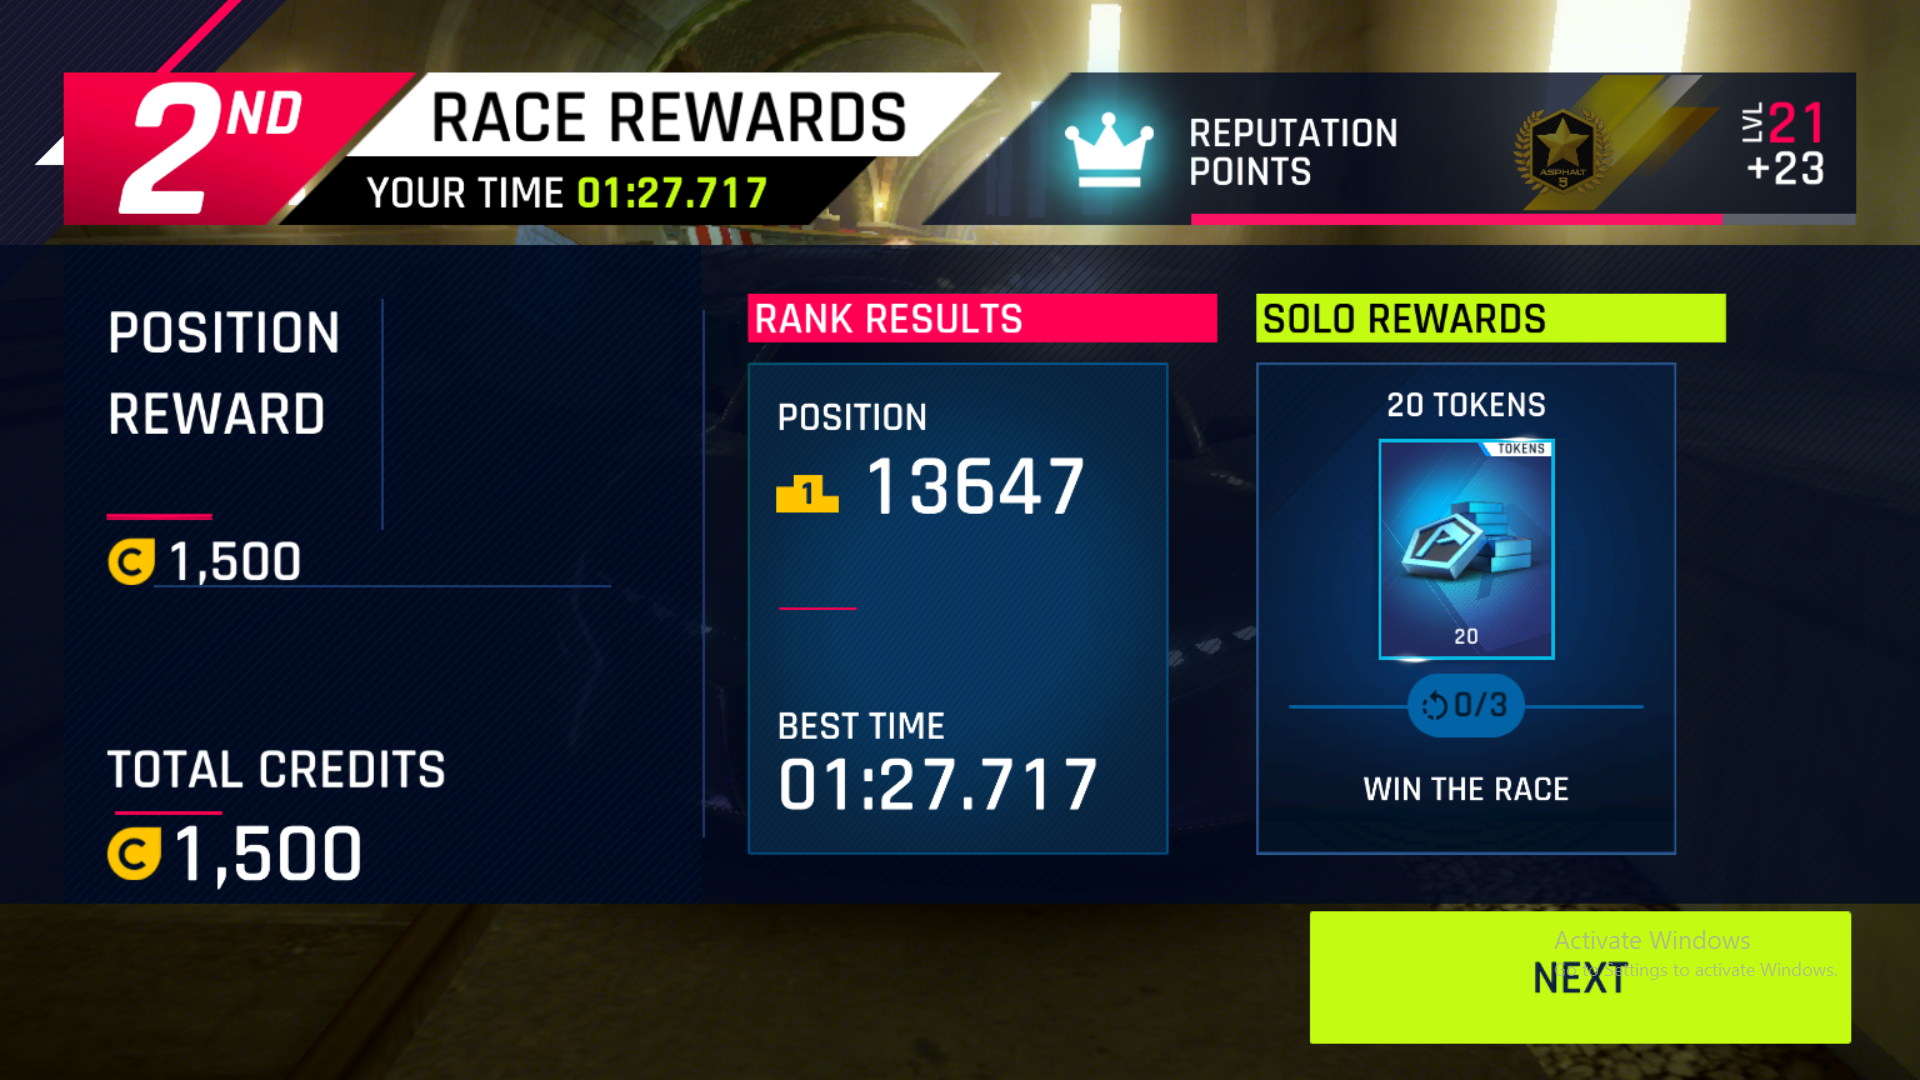 2ND
RACE REWARDS
YOUR TIME 01:27.717
REPUTATION
POINTS
ASPHALT
9
LVL 21
+23
POSITION
REWARD
C 1,500
TOTAL CREDITS
C 1,500
RANK RESULTS
POSITION
1 13647
BEST TIME
01:27.717
SOLO REWARDS
20 TOKENS
TOKENS
20
0/3
WIN THE RACE
Activate Windows
Go to Settings to activate Windows.
NEXT